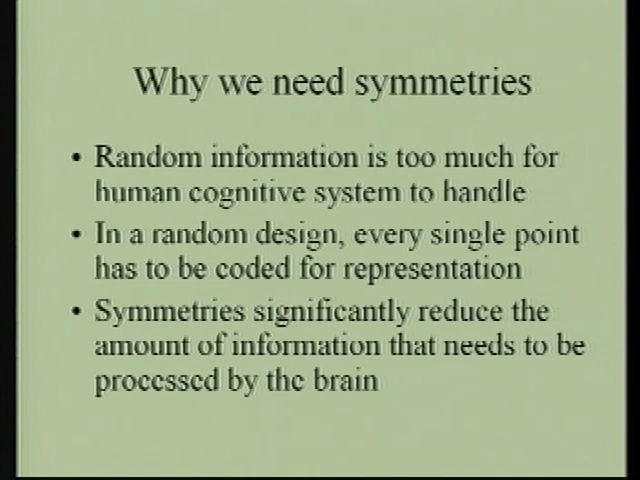 Why we need symmetries
• Random information is too much for
human cognitive system to handle
• In a random design, every single point
has to be coded for representation
• Symmetries significantly reduce the
amount of information that needs to be
processed by the brain